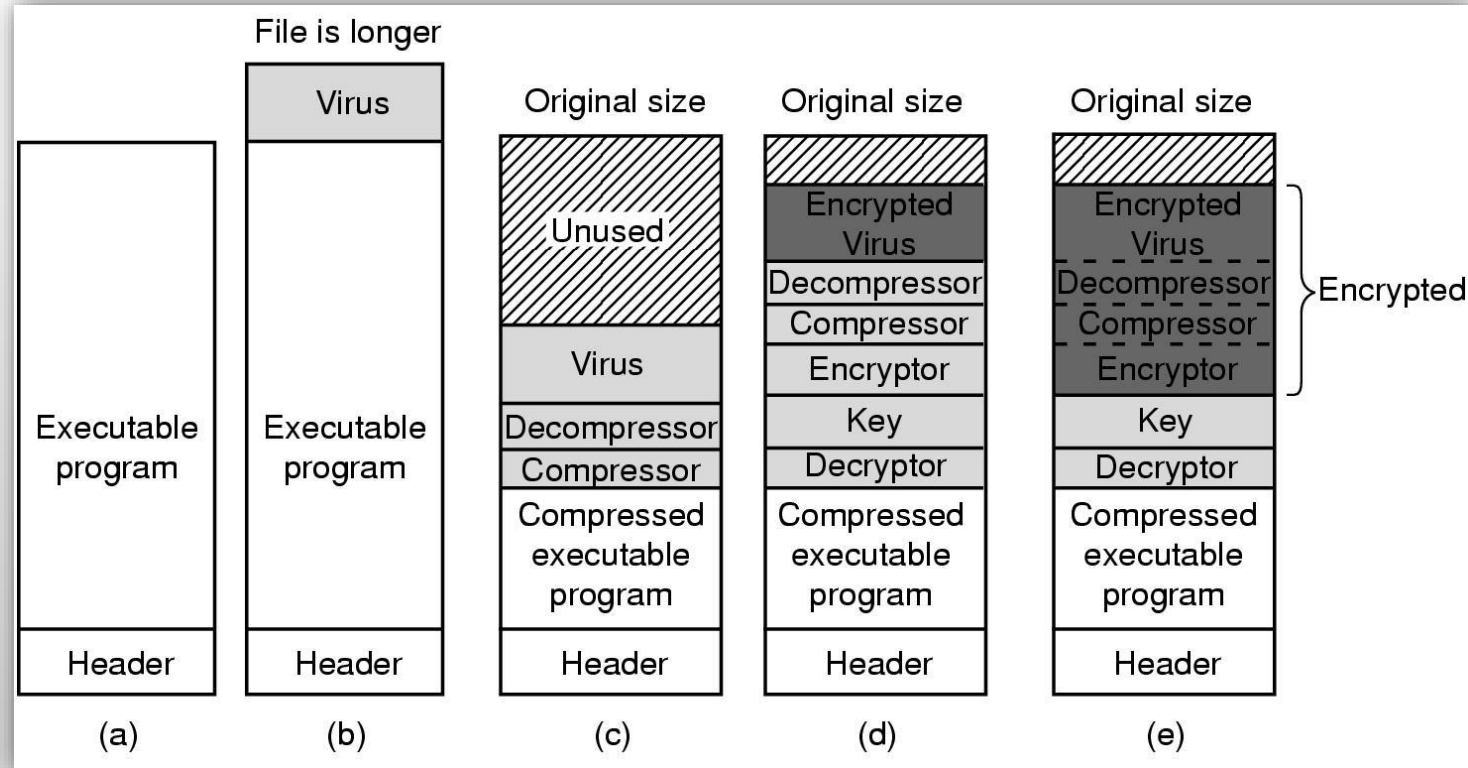 File is longer
Virus
Executable
program
Header
(a)
Executable
program
Header
(b)
Original size
Unused
Virus
Decompressor
Compressor
Compressed
executable
program
Header
(c)
Original size
Encrypted
Virus
Decompressor
Compressor
Encryptor
Key
Decryptor
Compressed
executable
program
Header
(d)
Original size
Encrypted
Virus
Decompressor
Compressor
Encryptor
Key
Decryptor
Compressed
executable
program
Header
(e)
Encrypted